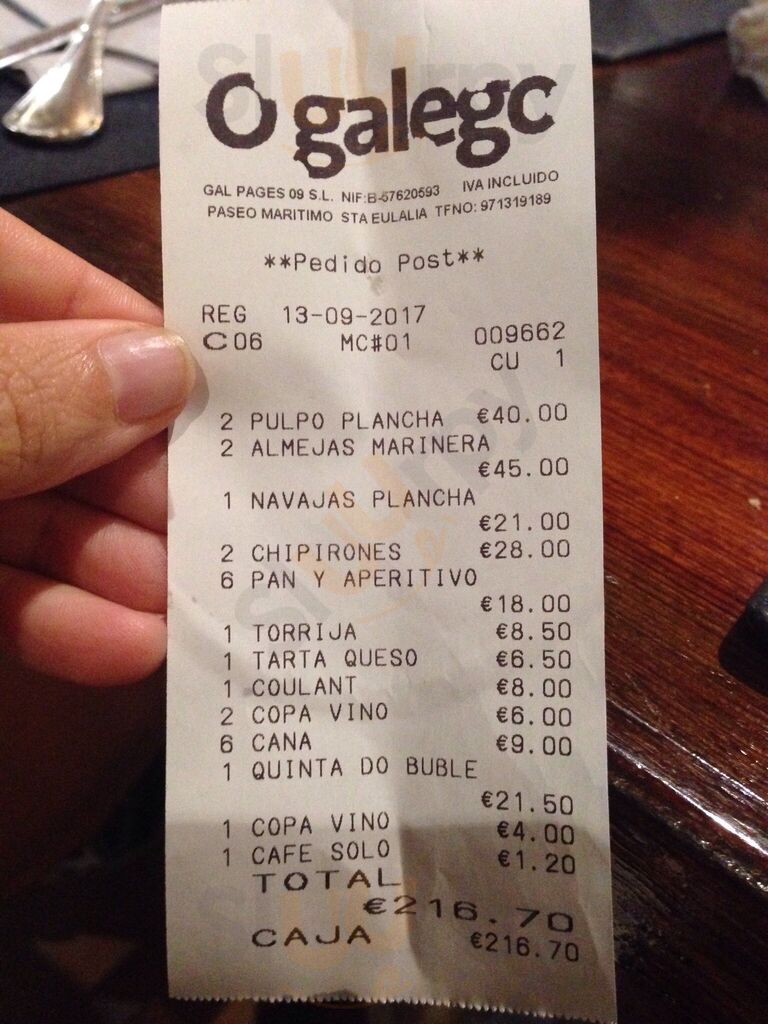 O galego
GAL PAGES 09 S.L. NIF:B-57620593 IVA INCLUIDO
PASEO MARITIMO STA EULALIA TFNO: 971319189
**Pedido Post**
REG 13-09-2017
C06 MC#01 009662
CU 1
2 PULPO PLANCHA €40.00
2 ALMEJAS MARINERA
€45.00
1 NAVAJAS PLANCHA
€21.00
2 CHIPIRONES €28.00
6 PAN Y APERITIVO
€18.00
1 TORRIJA €8.50
1 TARTA QUESO €6.50
1 COULANT €8.00
2 COPA VINO €6.00
6 CANA €9.00
1 QUINTA DO BUBLE
€21.50
1 COPA VINO €4.00
1 CAFE SOLO €1.20
TOTAL
€216.70
CAJA €216.70
Slurpy
Slurpy